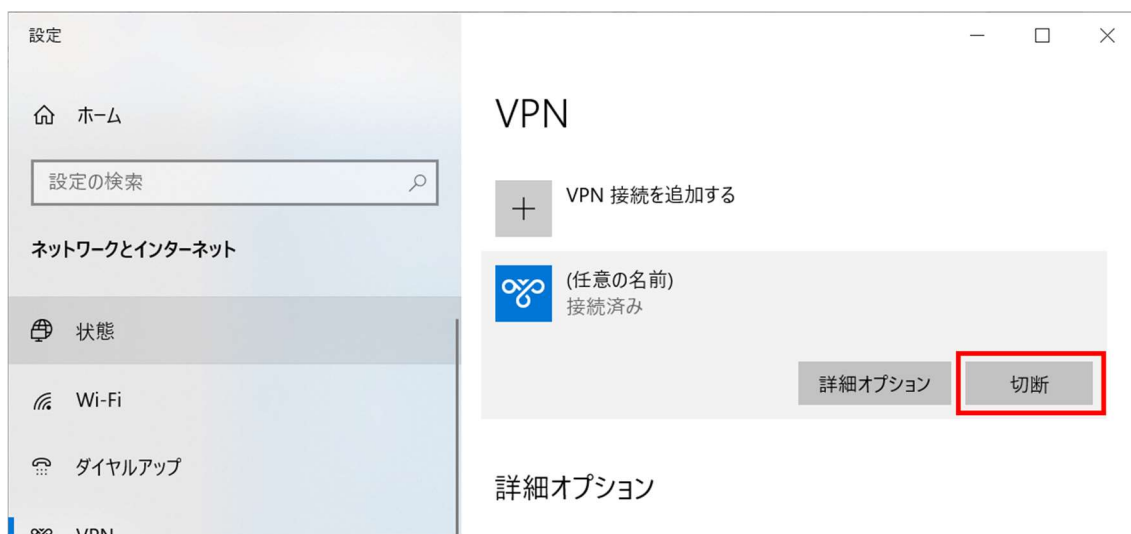 設定
ホーム
設定の検索
ネットワークとインターネット
状態
Wi-Fi
ダイヤルアップ
VPN
VPN
VPN 接続を追加する
(任意の名前)
接続済み
詳細オプション
切断
詳細オプション